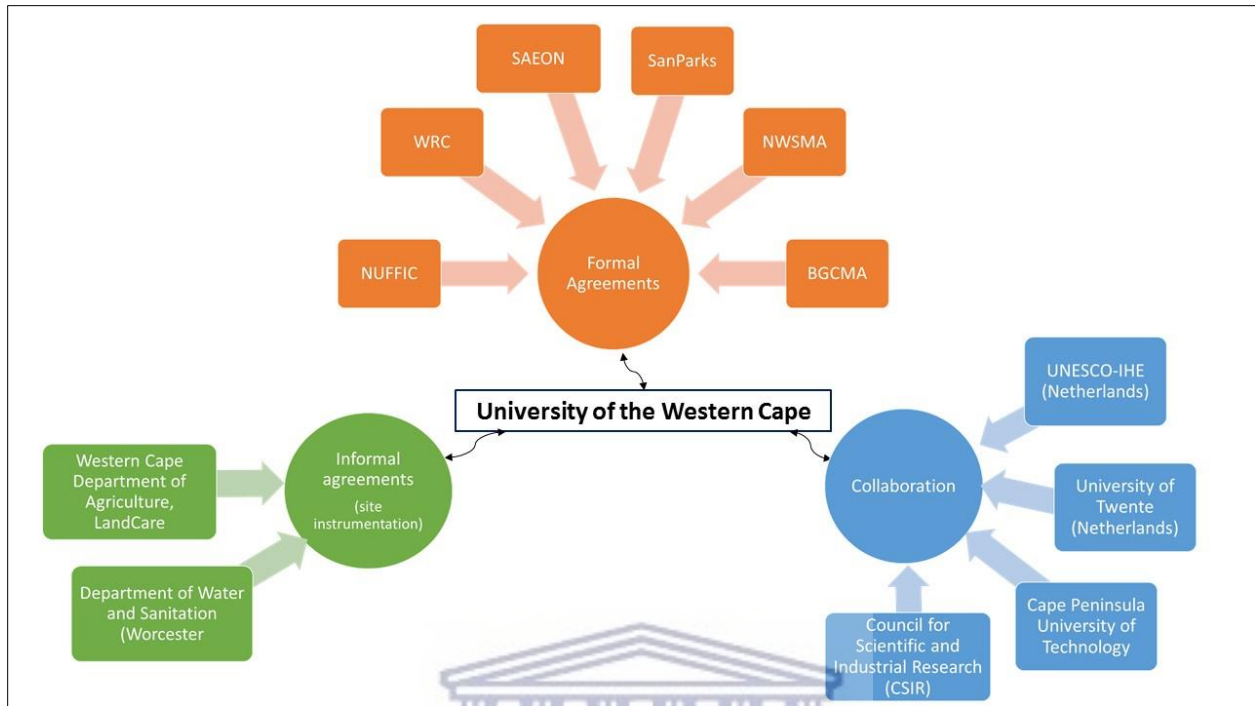 SAEON
SanParks
WRC
NWSMA
NUFFIC
Formal
Agreements
BGCMA
University of the Western Cape
Western Cape
Department of
Agriculture,
LandCare
Department of Water
and Sanitation
(Worcester
Informal
agreements
(site
instrumentation)
Collaboration
UNESCO-IHE
(Netherlands)
University of
Twente
(Netherlands)
Cape Peninsula
University of
Technology
Council for
Scientific and
Industrial Research
(CSIR)